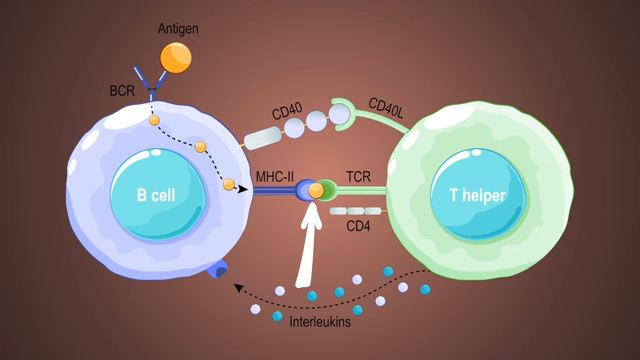 Antigen
BCR
CD40
CD40L
MHC-II
TCR
B cell
T helper
CD4
Interleukins